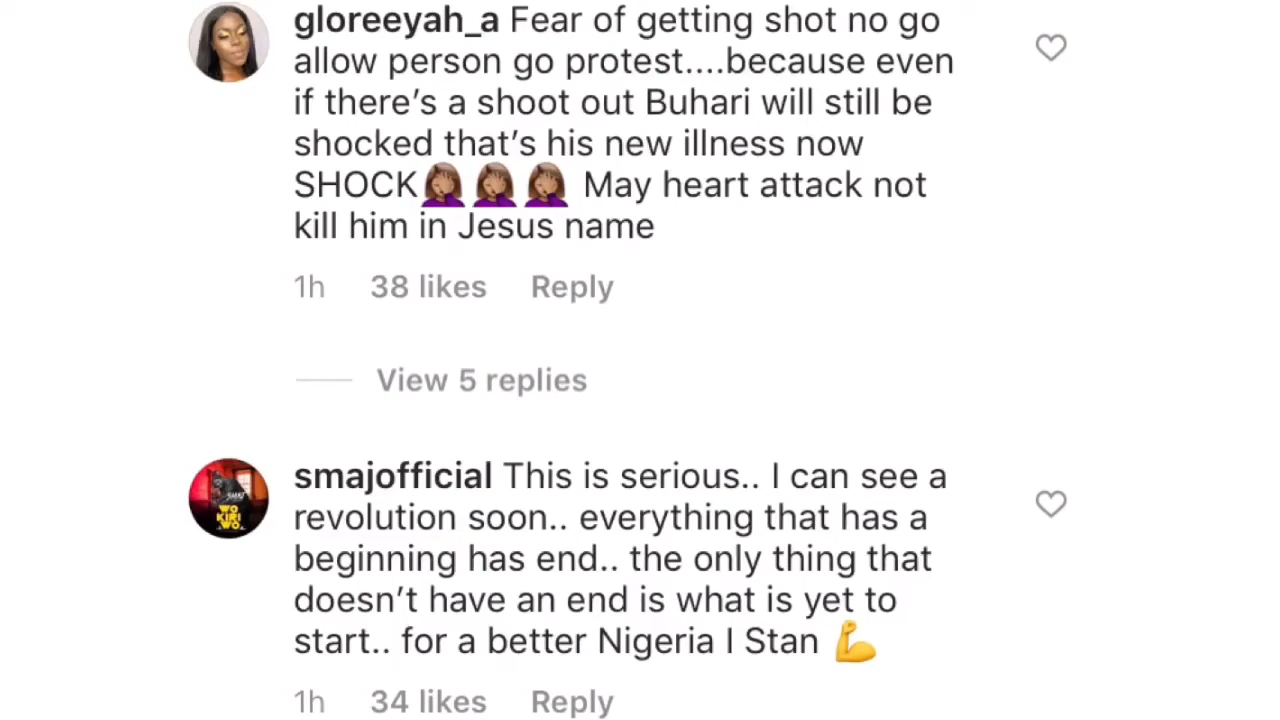 gloreeyah_a Fear of getting shot no go
allow person go protest....because even
if there's a shoot out Buhari will still be
shocked that's his new illness now
SHOCK🤦🏽‍♀️🤦🏽‍♀️🤦🏽‍♀️ May heart attack not
kill him in Jesus name
1h 38 likes Reply
View 5 replies
smajofficial This is serious.. I can see a
revolution soon.. everything that has a
beginning has end.. the only thing that
doesn't have an end is what is yet to
start.. for a better Nigeria I Stan 💪
1h 34 likes Reply
SMAJ
WO
KIRI
WO